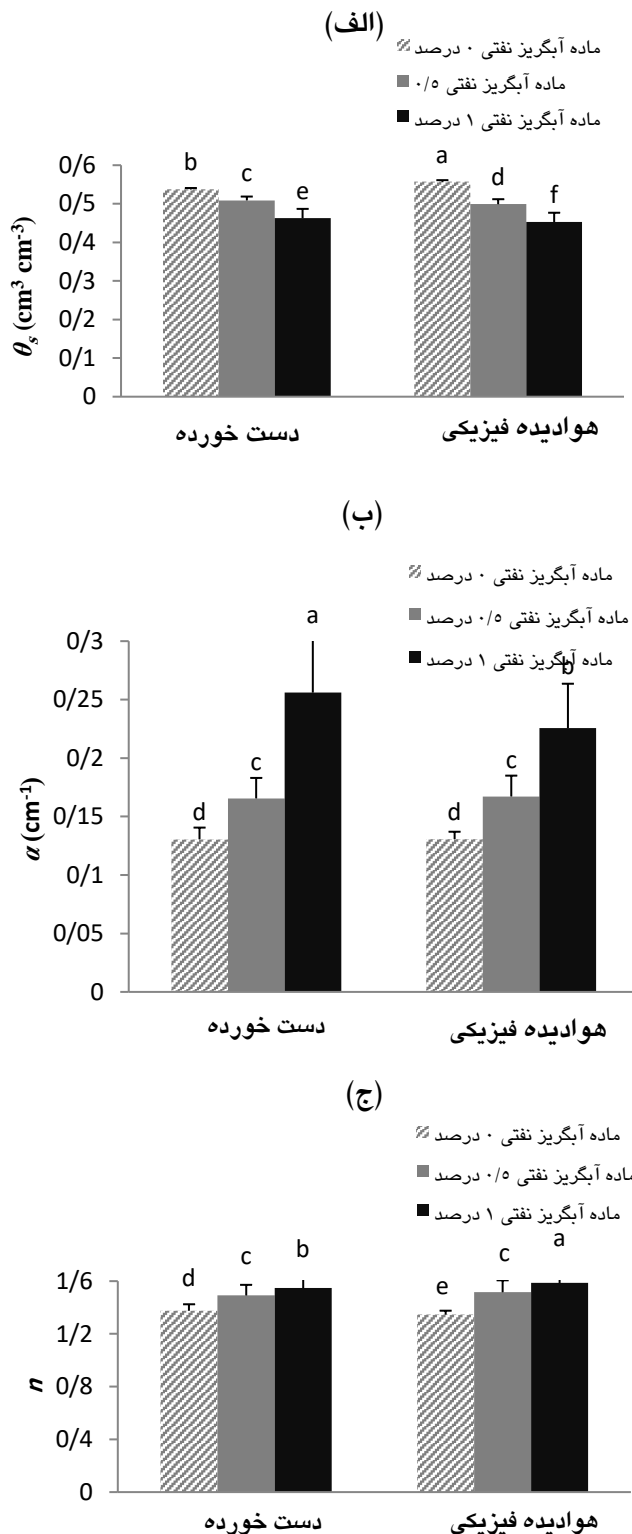 (الف)
ماده آبگریز نفتی ۰ درصد
ماده آبگریز نفتی ۰/۵
ماده آبگریز نفتی ۱ درصد
0/6
0/5
0/4
0/3
0/2
0/1
0
θs (cm³ cm-³)
b c e a d f
دست خورده هوادیده فیزیکی
(ب)
ماده آبگریز نفتی ۰ درصد
ماده آبگریز نفتی ۰/۵ درصد
ماده آبگریز نفتی ۱ درصد
0/3
0/25
0/2
0/15
0/1
0/05
0
α (cm-¹)
d c a d c b
دست خورده هوادیده فیزیکی
(ج)
ماده آبگریز نفتی ۰ درصد
ماده آبگریز نفتی ۰/۵ درصد
ماده آبگریز نفتی ۱ درصد
1/6
1/2
0/8
0/4
0
n
d c b e c a
دست خورده هوادیده فیزیکی